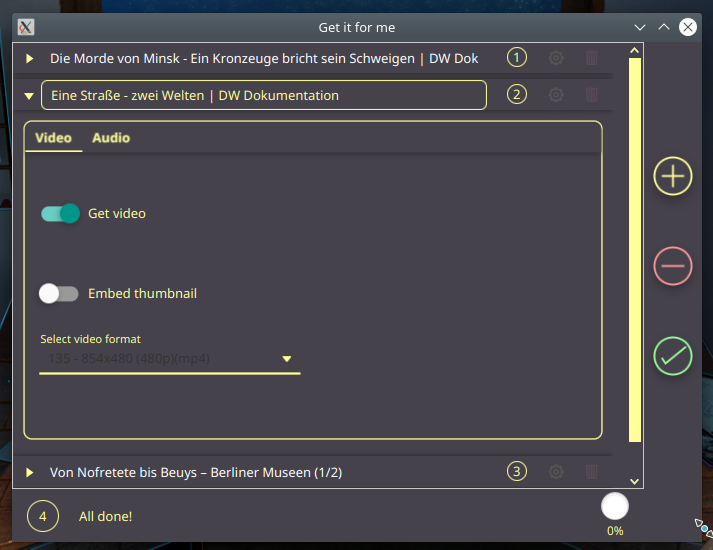 Get it for me
Die Morde von Minsk - Ein Kronzeuge bricht sein Schweigen | DW Dok
1
Eine Straße - zwei Welten | DW Dokumentation
2
Video Audio
Get video
Embed thumbnail
Select video format
135 - 854x480 (480p)(mp4)
Von Nofretete bis Beuys – Berliner Museen (1/2)
3
4
All done!
0%